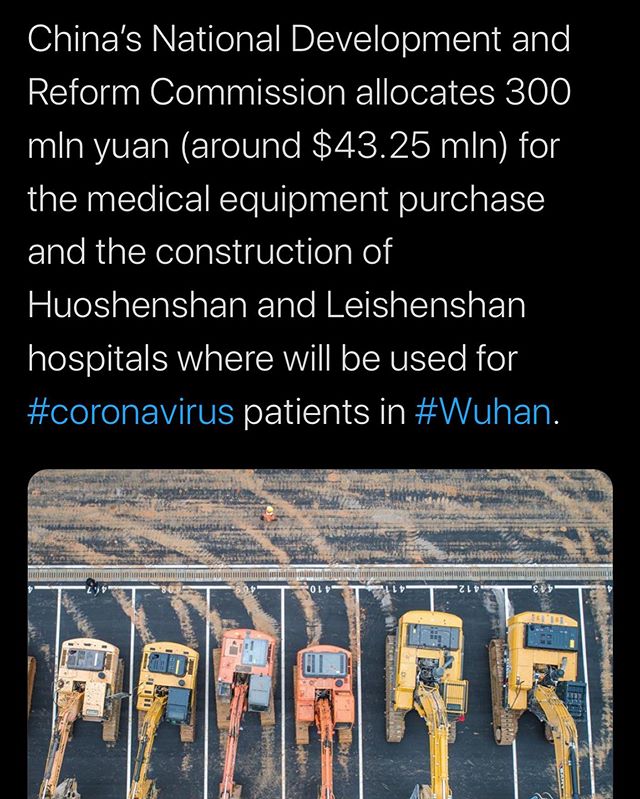 China’s National Development and
Reform Commission allocates 300
mln yuan (around $43.25 mln) for
the medical equipment purchase
and the construction of
Huoshenshan and Leishenshan
hospitals where will be used for
#coronavirus patients in #Wuhan.